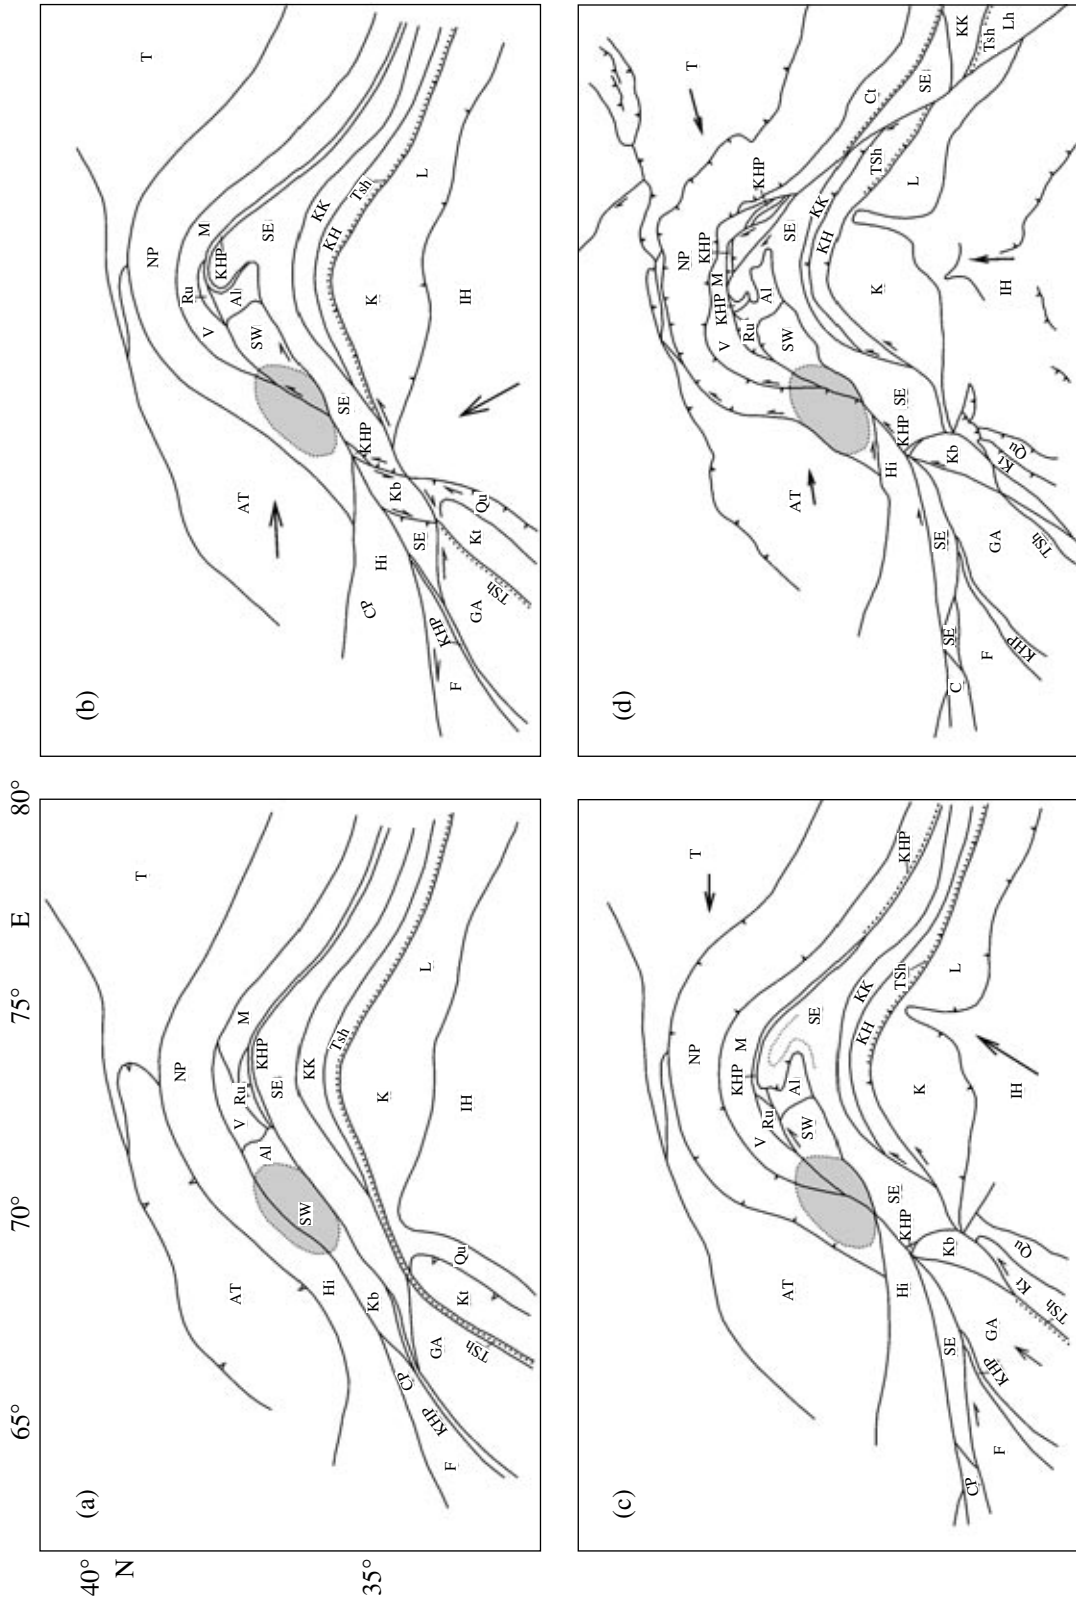 65°
70°
75°
E
80°
40°
N
35°
(a)
T
NP
AT
Hi
M
V
Ru
KHP
Al
SE
SW
KK
Tsh
Kb
K
L
CP
GA
Kt
Qu
IH
KHP
TSh
F
(b)
T
NP
M
Ru
KHP
V
Al
SE
AT
SW
KK
KH
Tsh
SE
KHP
K
L
CP
Hi
Kb
SE
IH
Kt
Qu
GA
KHP
TSh
F
(c)
T
NP
KHP
M
V
Ru
Al
SE
KHP
AT
SW
KK
KH
TSh
Hi
SE
KHP
K
L
Kb
SE
IH
GA
Kt
Qu
KHP
TSh
CP
F
(d)
T
NP
KHP
KHP
M
KHP
V
Ru
Al
SE
Ct
AT
SW
KK
KH
TSh
SE
KK
Tsh
Lh
Hi
KHP
SE
K
L
Kb
SE
IH
GA
Kt
Qu
SE
C
F
KHP
TSh